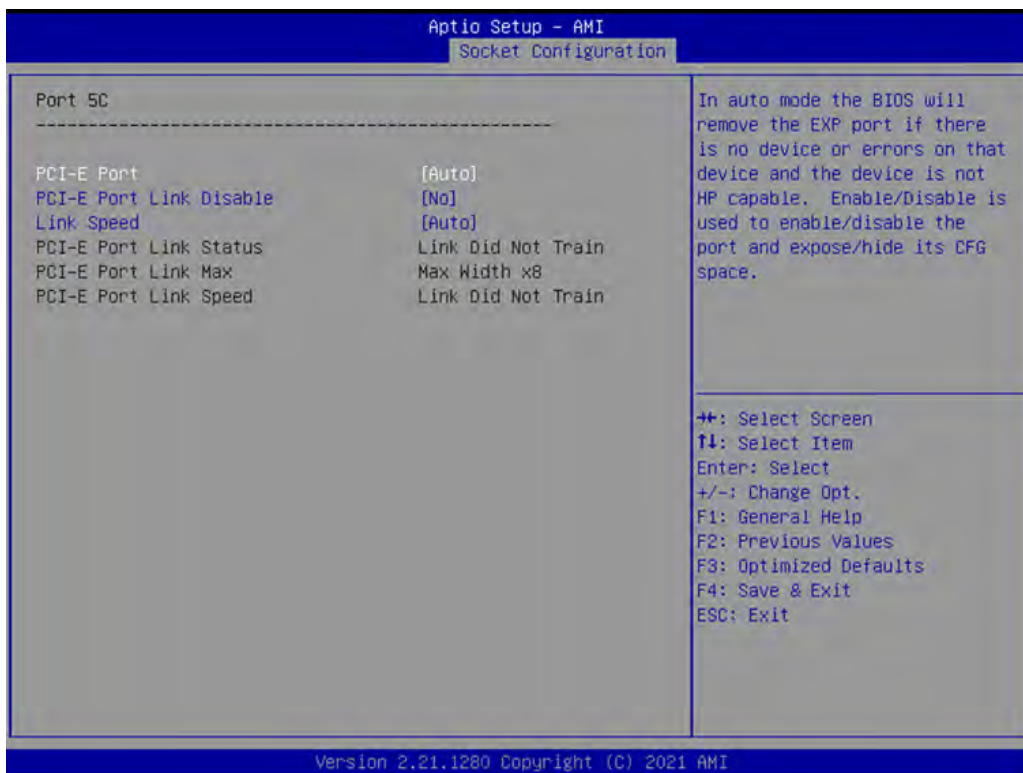 Aptio Setup – AMI
Socket Configuration
Port 5C
--------------------------------------------------
PCI-E Port [Auto]
PCI-E Port Link Disable [No]
Link Speed [Auto]
PCI-E Port Link Status Link Did Not Train
PCI-E Port Link Max Max Width x8
PCI-E Port Link Speed Link Did Not Train
In auto mode the BIOS will
remove the EXP port if there
is no device or errors on that
device and the device is not
HP capable. Enable/Disable is
used to enable/disable the
port and expose/hide its CFG
space.
→←: Select Screen
↑↓: Select Item
Enter: Select
+/-: Change Opt.
F1: General Help
F2: Previous Values
F3: Optimized Defaults
F4: Save & Exit
ESC: Exit
Version 2.21.1280 Copyright (C) 2021 AMI